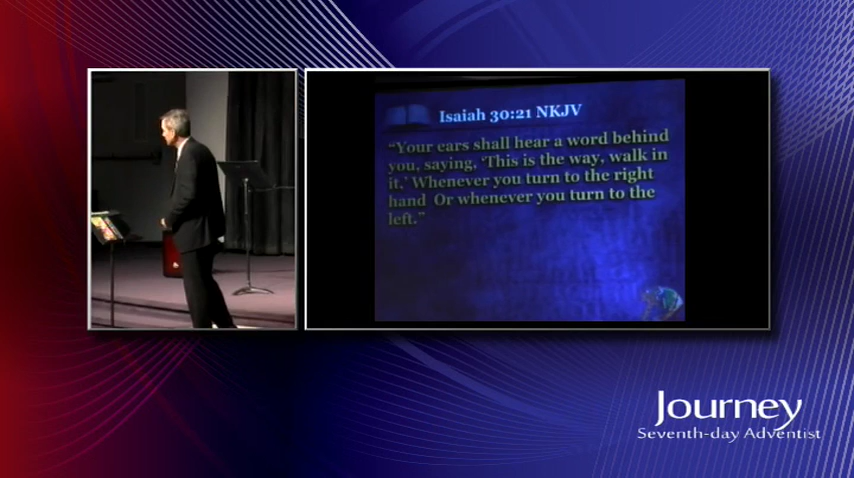 Isaiah 30:21 NKJV
“Your ears shall hear a word behind
you, saying, ‘This is the way, walk in
it,’ Whenever you turn to the right
hand Or whenever you turn to the
left.”
Journey
Seventh-day Adventist